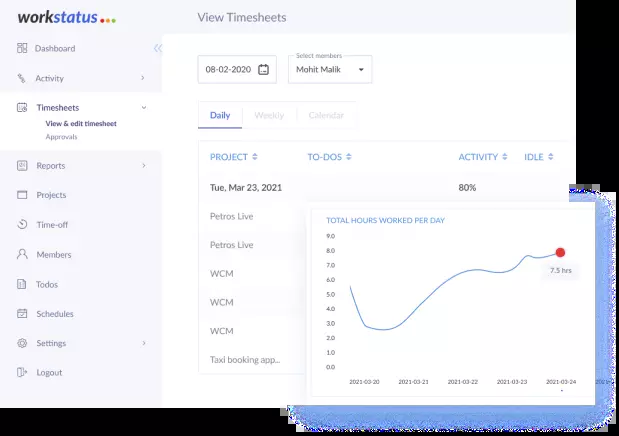 workstatus
View Timesheets
Dashboard
Activity
Timesheets
View & edit timesheet
Approvals
Reports
Projects
Time-off
Members
Todos
Schedules
Settings
Logout
08-02-2020
Select members
Mohit Malik
Daily Weekly Calendar
PROJECT TO-DOS ACTIVITY IDLE
Tue, Mar 23, 2021 80%
Petros Live
Petros Live
WCM
WCM
WCM
Taxi booking app...
TOTAL HOURS WORKED PER DAY
9.0
8.0
7.0
6.0
5.0
4.0
3.0
2.0
1.0
0.0
7.5 hrs
2021-03-20 2021-03-21 2021-03-22 2021-03-23 2021-03-24